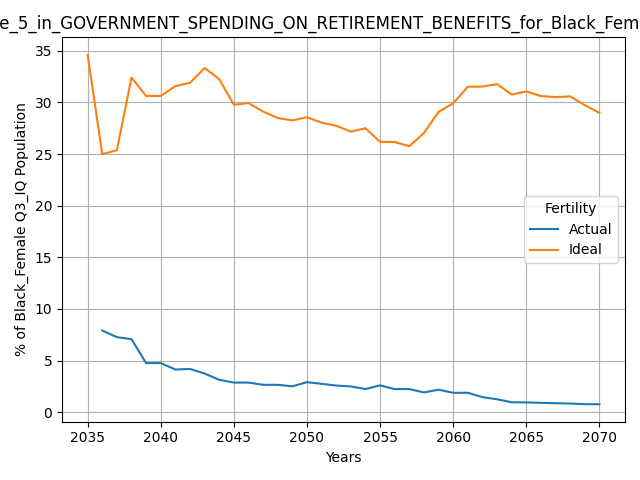 e_5_in_GOVERNMENT_SPENDING_ON_RETIREMENT_BENEFITS_for_Black_Fem
35
30
25
20
15
10
5
0
% of Black_Female Q3_IQ Population
Fertility
Actual
Ideal
2035 2040 2045 2050 2055 2060 2065 2070
Years